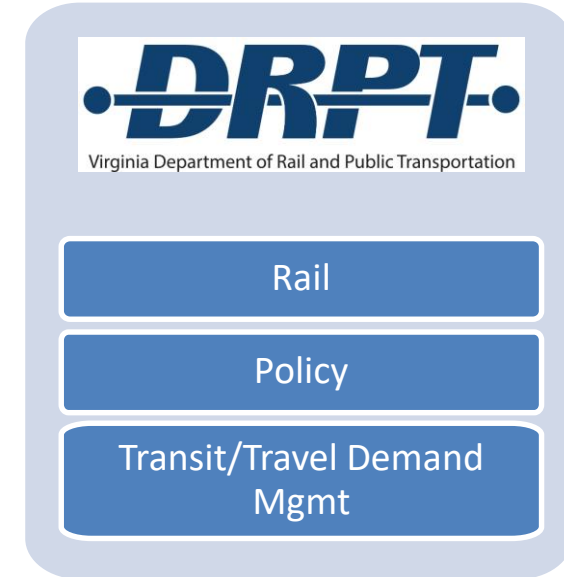 DRPT
Virginia Department of Rail and Public Transportation
Rail
Policy
Transit/Travel Demand
Mgmt